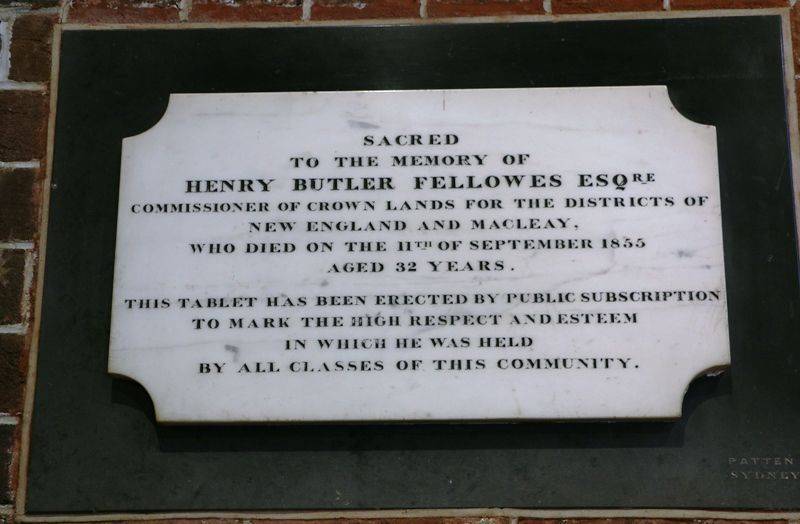 SACRED
TO THE MEMORY OF
HENRY BUTLER FELLOWES ESQRE
COMMISSIONER OF CROWN LANDS FOR THE DISTRICTS OF
NEW ENGLAND AND MACLEAY,
WHO DIED ON THE 11TH OF SEPTEMBER 1855
AGED 32 YEARS.
THIS TABLET HAS BEEN ERECTED BY PUBLIC SUBSCRIPTION
TO MARK THE HIGH RESPECT AND ESTEEM
IN WHICH HE WAS HELD
BY ALL CLASSES OF THIS COMMUNITY.
PATTEN
SYDNEY